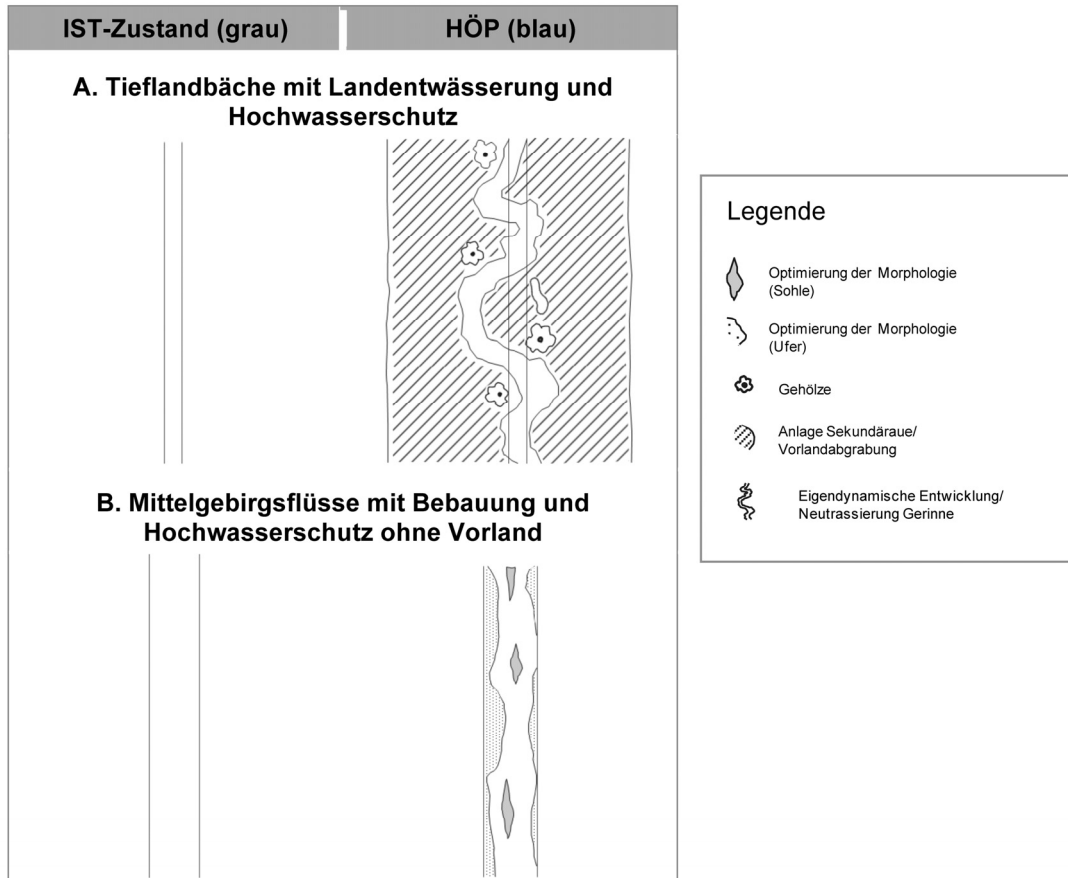 IST-Zustand (grau)
HÖP (blau)
A. Tieflandbäche mit Landentwässerung und
Hochwasserschutz
B. Mittelgebirgsflüsse mit Bebauung und
Hochwasserschutz ohne Vorland
Legende
Optimierung der Morphologie
(Sohle)
Optimierung der Morphologie
(Ufer)
Gehölze
Anlage Sekundäraue/
Vorlandabgrabung
Eigendynamische Entwicklung/
Neutrassierung Gerinne